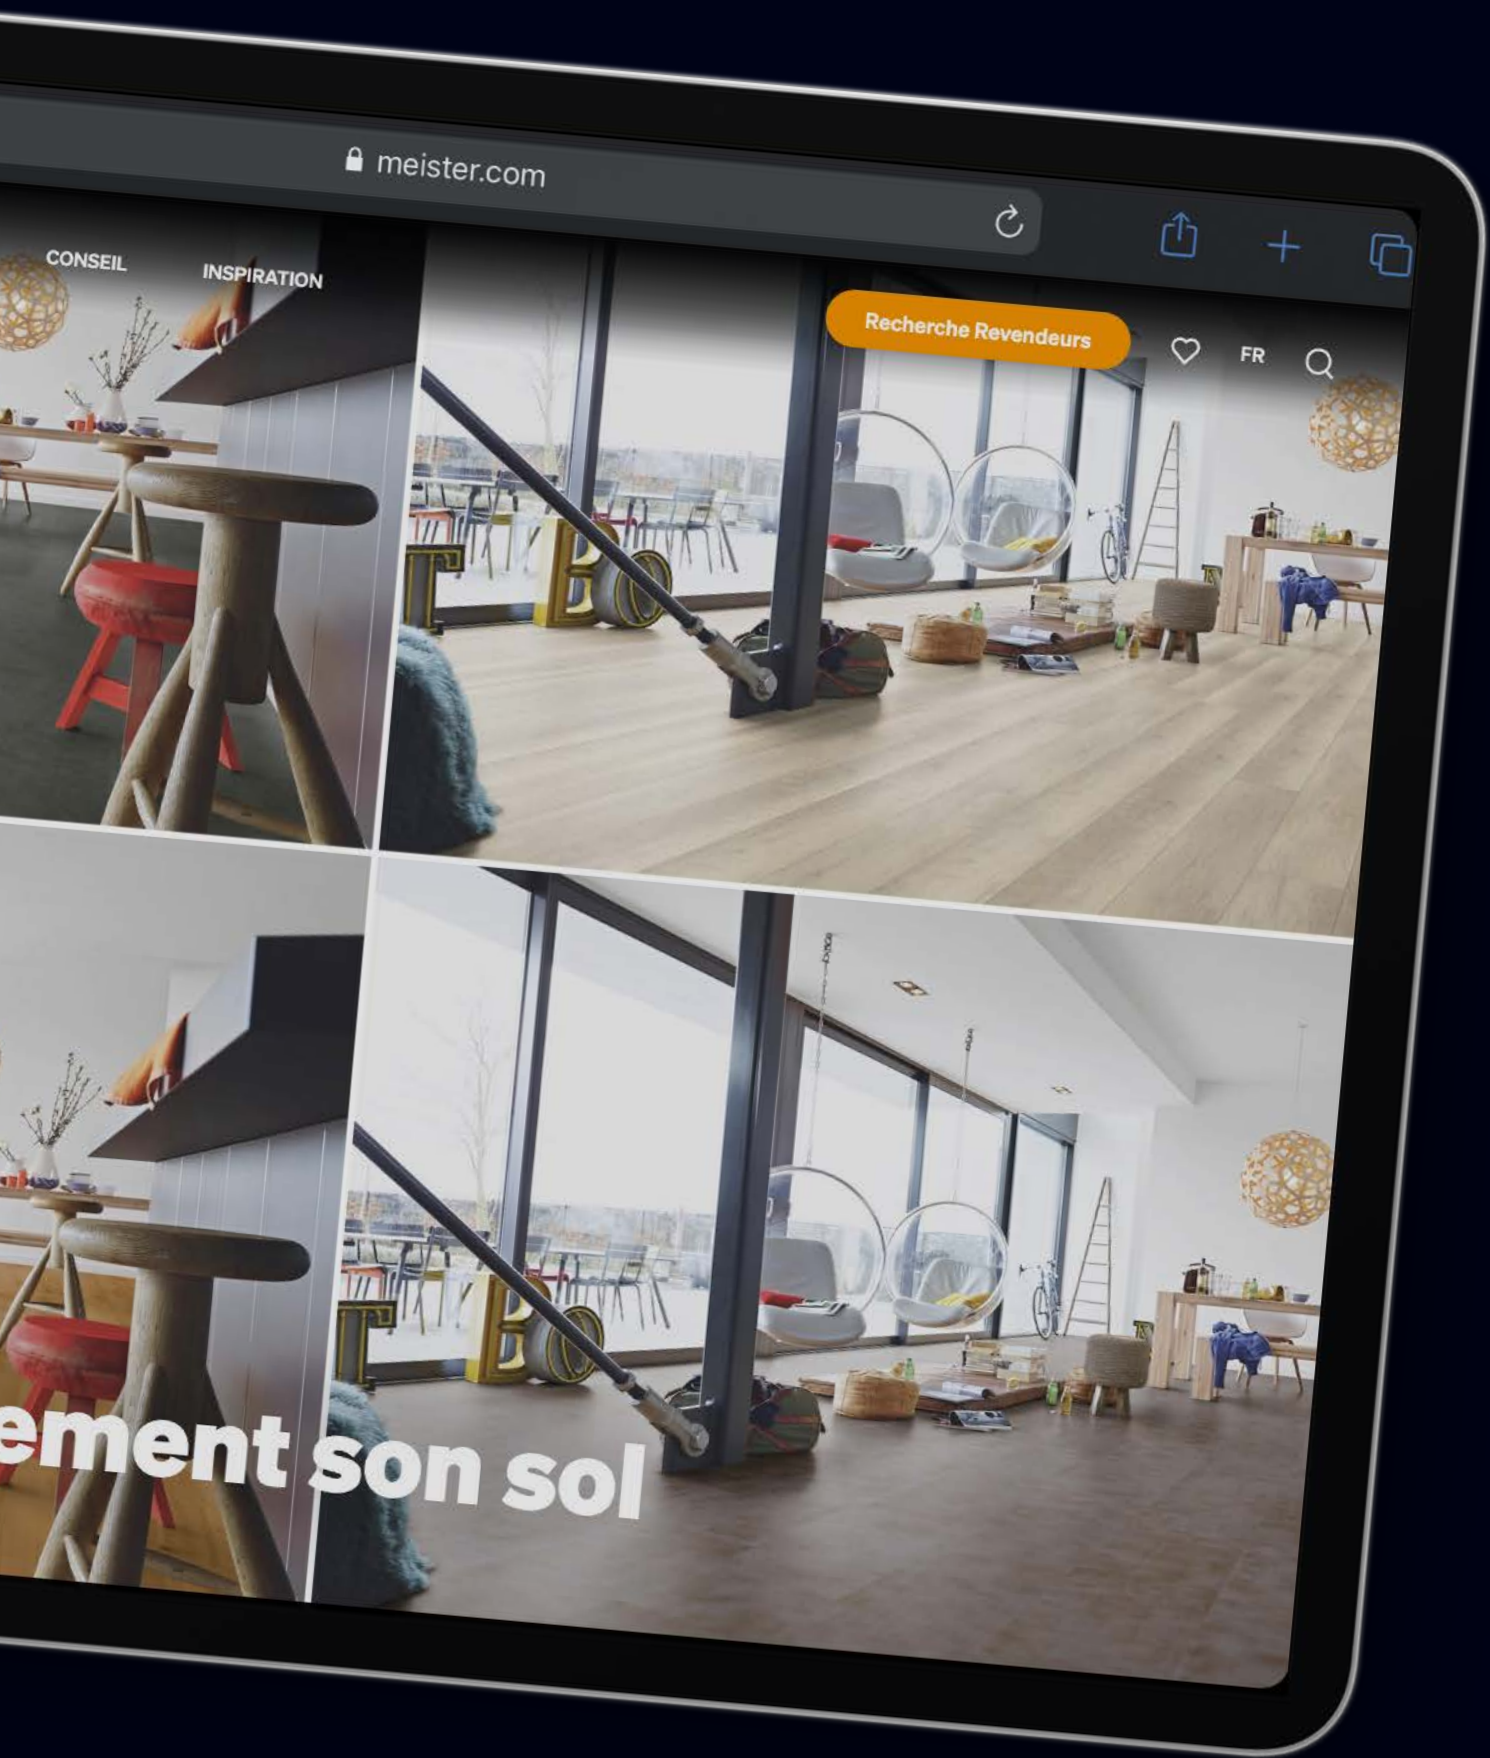 meister.com
CONSEIL
INSPIRATION
Recherche Revendeurs
FR
ement son sol